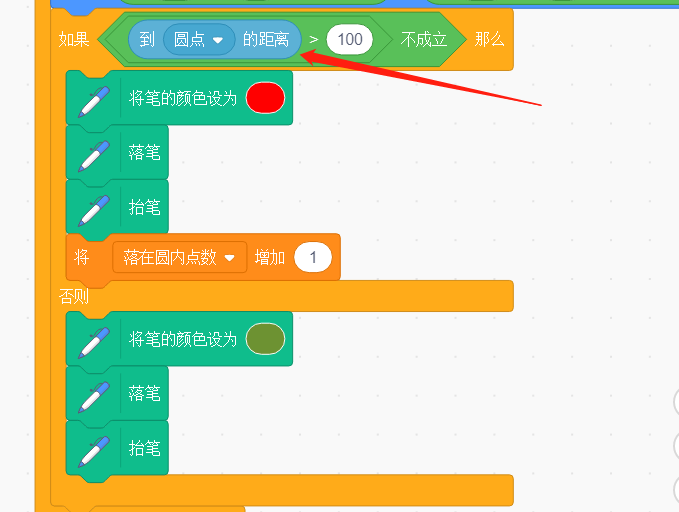 如果 到 圆点 的距离 > 100 不成立 那么
将笔的颜色设为
落笔
抬笔
将 落在圆内点数 增加 1
否则
将笔的颜色设为
落笔
抬笔